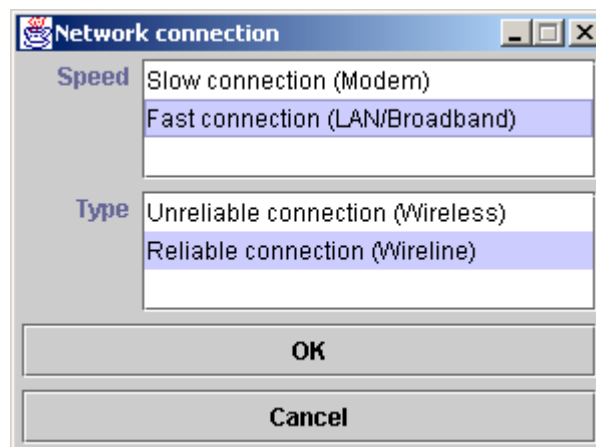 Network connection
Speed
Slow connection (Modem)
Fast connection (LAN/Broadband)
Type
Unreliable connection (Wireless)
Reliable connection (Wireline)
OK
Cancel